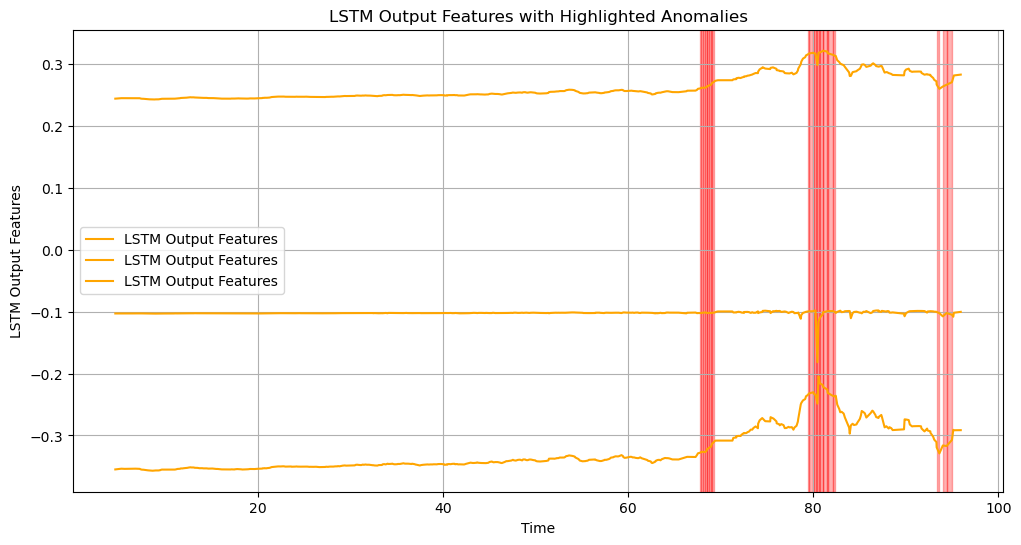 LSTM Output Features with Highlighted Anomalies
LSTM Output Features
0.3
0.2
0.1
0.0
−0.1
−0.2
−0.3
LSTM Output Features
LSTM Output Features
LSTM Output Features
20
40
60
80
100
Time